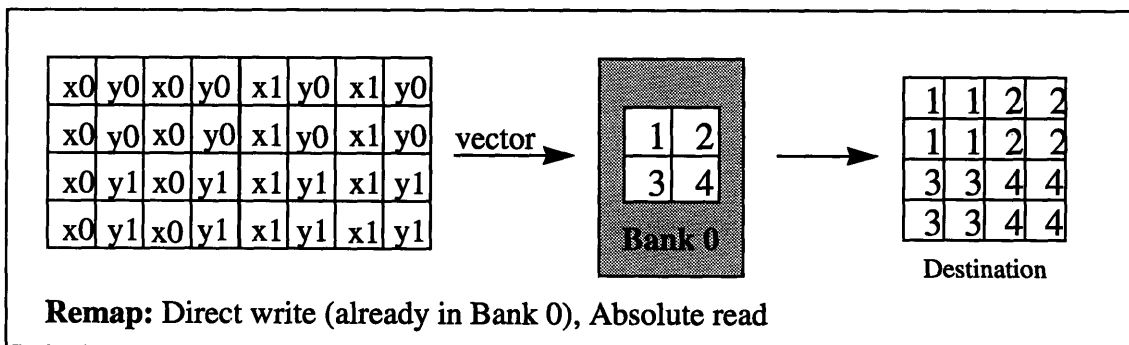 x0 y0 x0 y0 x1 y0 x1 y0
x0 y0 x0 y0 x1 y0 x1 y0
x0 y1 x0 y1 x1 y1 x1 y1
x0 y1 x0 y1 x1 y1 x1 y1
vector
1 2
3 4
Bank 0
1 1 2 2
1 1 2 2
3 3 4 4
3 3 4 4
Destination
Remap: Direct write (already in Bank 0), Absolute read